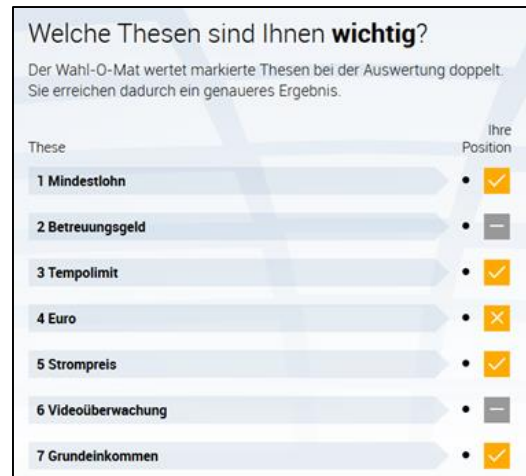 Welche Thesen sind Ihnen wichtig?
Der Wahl-O-Mat wertet markierte Thesen bei der Auswertung doppelt.
Sie erreichen dadurch ein genaueres Ergebnis.
These
Ihre
Position
1 Mindestlohn
2 Betreuungsgeld
3 Tempolimit
4 Euro
5 Strompreis
6 Videoüberwachung
7 Grundeinkommen